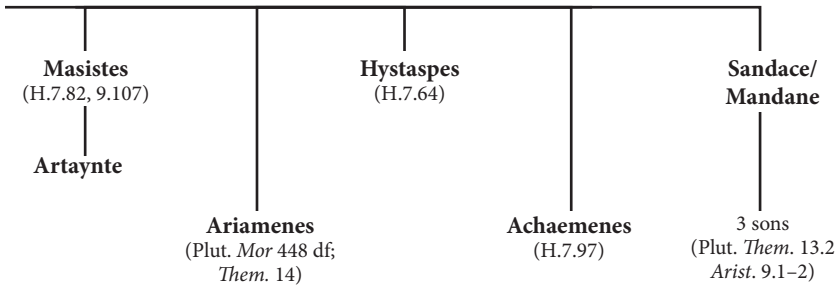 Masistes
(H.7.82, 9.107)
Artaynte
Ariamenes
(Plut. Mor 448 df;
Them. 14)
Hystaspes
(H.7.64)
Achaemenes
(H.7.97)
Sandace/
Mandane
3 sons
(Plut. Them. 13.2
Arist. 9.1–2)